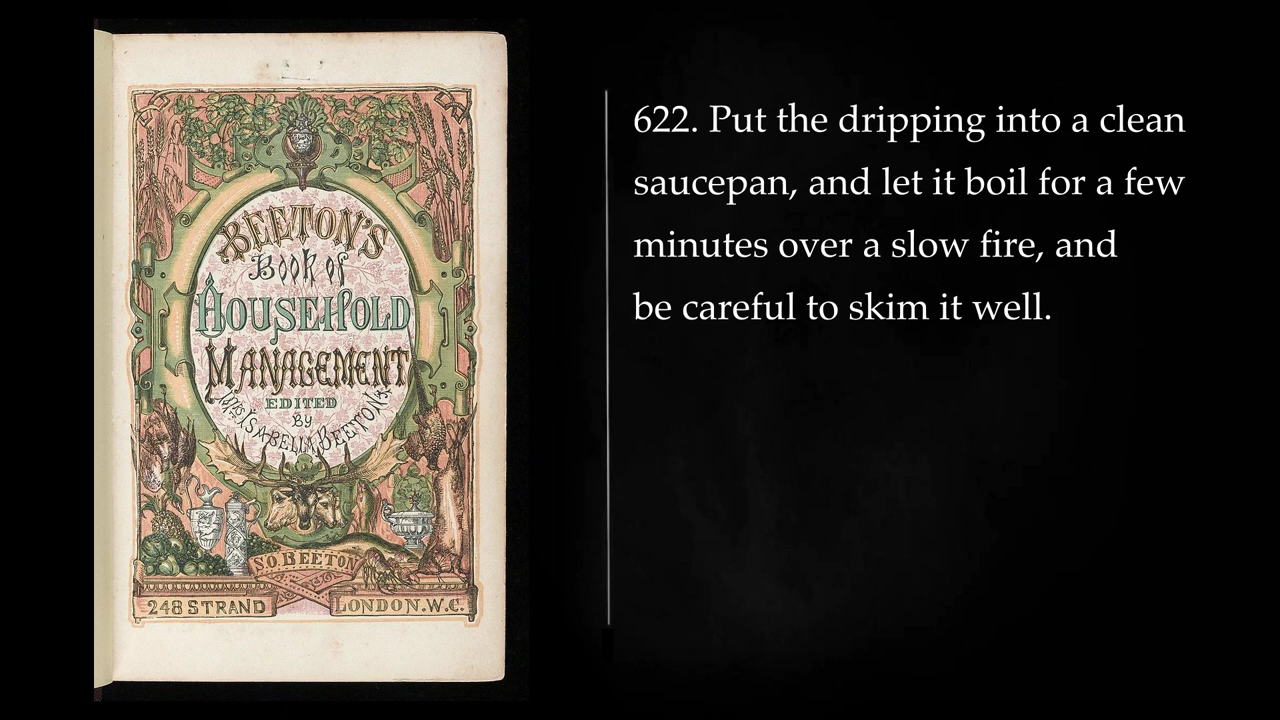 BEETON'S
Book of
HOUSEHOLD
MANAGEMENT
EDITED
BY
MRS ISABELLA BEETON
S.O. BEETON
248 STRAND
LONDON. W.C.
622. Put the dripping into a clean
saucepan, and let it boil for a few
minutes over a slow fire, and
be careful to skim it well.